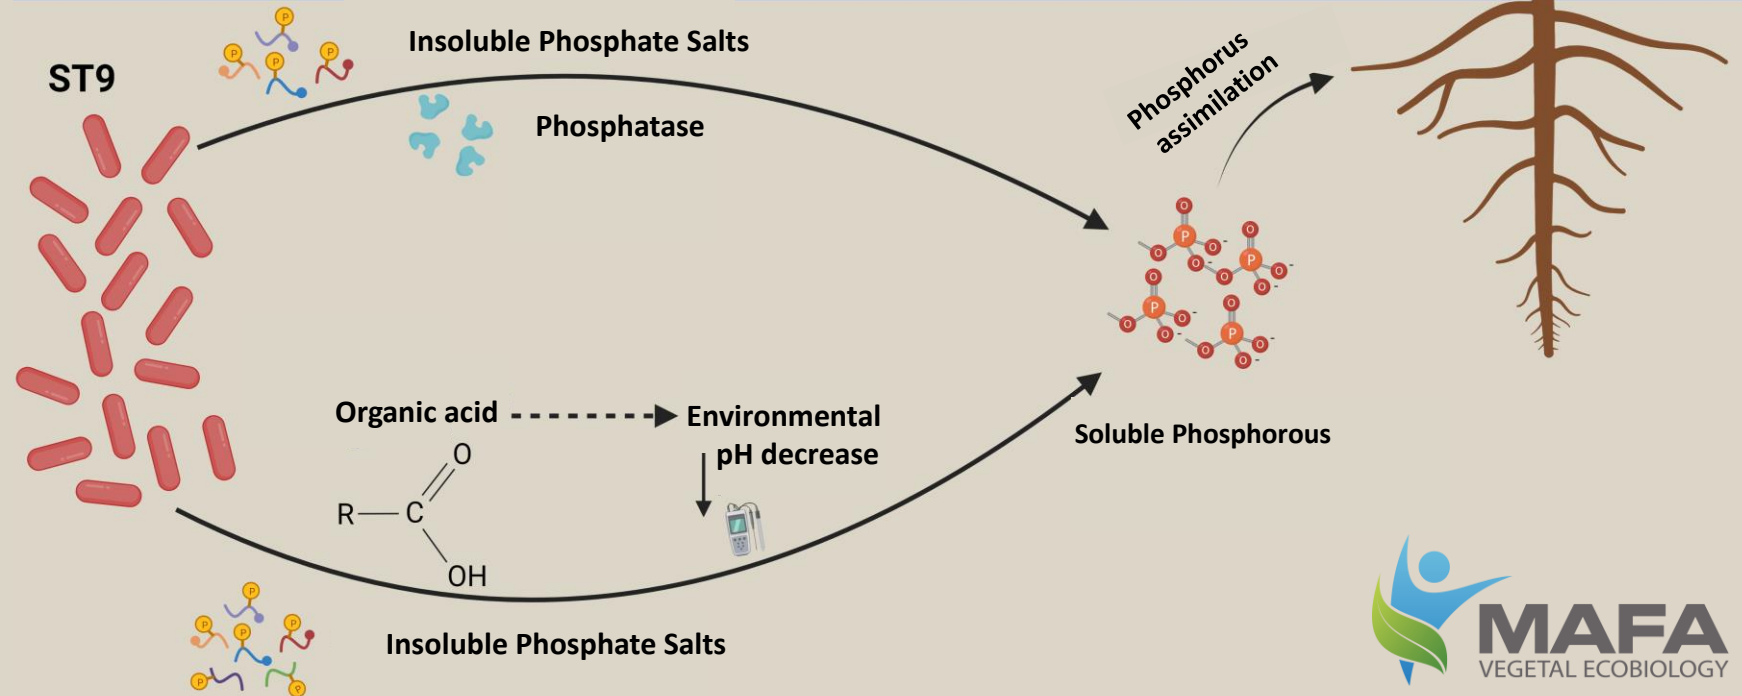 ST9
P
P
P
P
Insoluble Phosphate Salts
Phosphatase
Phosphorus
assimilation
O
P
O
O
O
-
-
O
P
O
O
O
-
-
O
P
O
O
O
-
-
O
P
O
O
O
-
-
Organic acid
Environmental
pH decrease
Soluble Phosphorous
O
R
C
OH
P
P
P
P
P
P
Insoluble Phosphate Salts
MAFA
VEGETAL ECOBIOLOGY